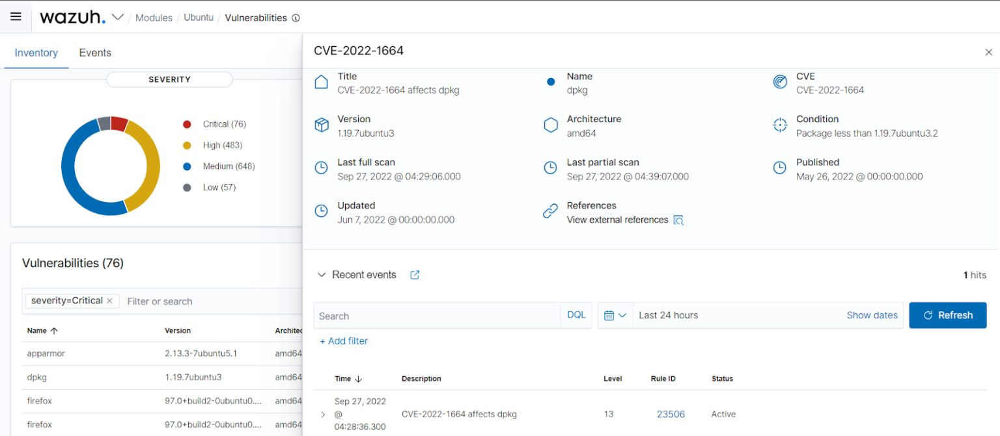 wazuh. / Modules / Ubuntu / Vulnerabilities
Inventory Events
SEVERITY
Critical (76)
High (483)
Medium (648)
Low (57)
Vulnerabilities (76)
severity=Critical × Filter or search
Name Version Architec
apparmor 2.13.3-7ubuntu5.1 amd64
dpkg 1.19.7ubuntu3 amd64
firefox 97.0+build2-0ubuntu0.... amd64
firefox 97.0+build2-0ubuntu0.... amd64
CVE-2022-1664
Title Name CVE
CVE-2022-1664 affects dpkg dpkg CVE-2022-1664
Version Architecture Condition
1.19.7ubuntu3 amd64 Package less than 1.19.7ubuntu3.2
Last full scan Last partial scan Published
Sep 27, 2022 @ 04:29:06.000 Sep 27, 2022 @ 04:39:07.000 May 26, 2022 @ 00:00:00.000
Updated References
Jun 7, 2022 @ 00:00:00.000 View external references
Recent events 1 hits
Search DQL Last 24 hours Show dates Refresh
+ Add filter
Time Description Level Rule ID Status
Sep 27, 2022
@ CVE-2022-1664 affects dpkg 13 23506 Active
04:28:36.300